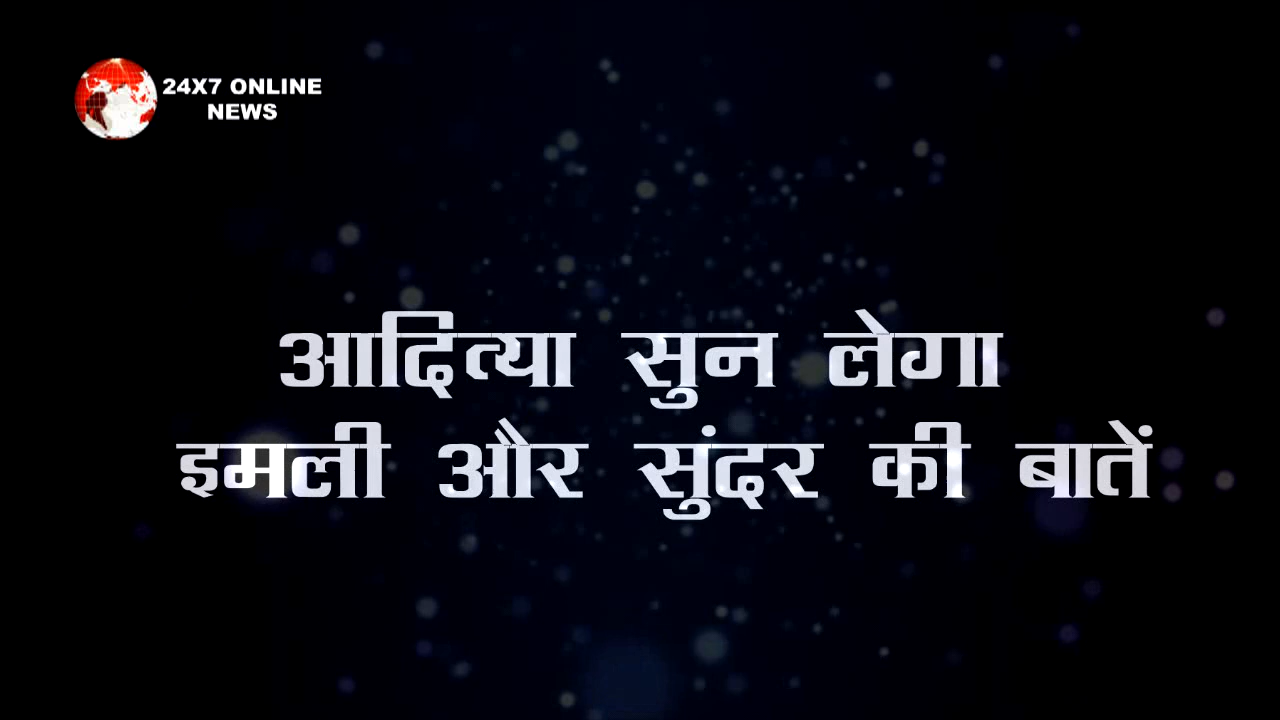 24X7 ONLINE
NEWS
आदित्या सुन लेगा
इमली और सुंदर की बातें